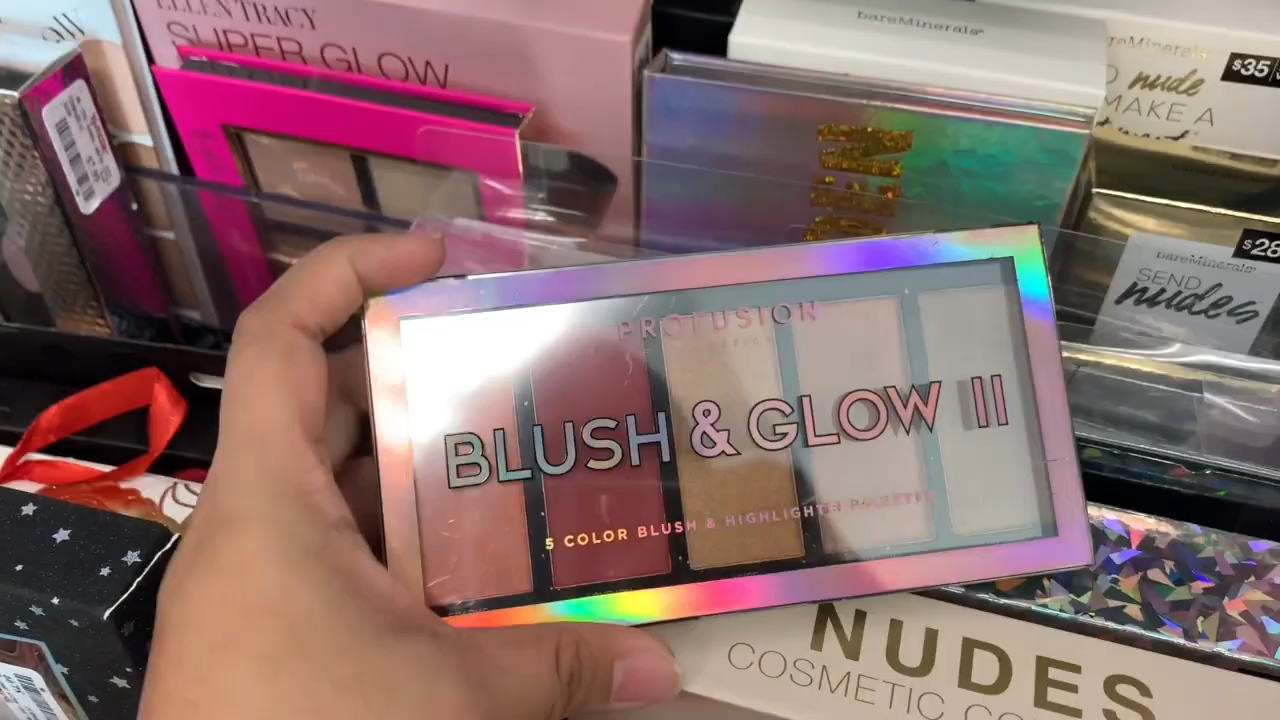 ELLEN TRACY
SUPER GLOW
bareMinerals
bareMinerals
nude
MAKE A
$35
$28
bareMinerals
SEND
nudes
PROFUSION
BLUSH & GLOW II
5 COLOR BLUSH & HIGHLIGHTER PALETTE
NUDES
COSMETIC